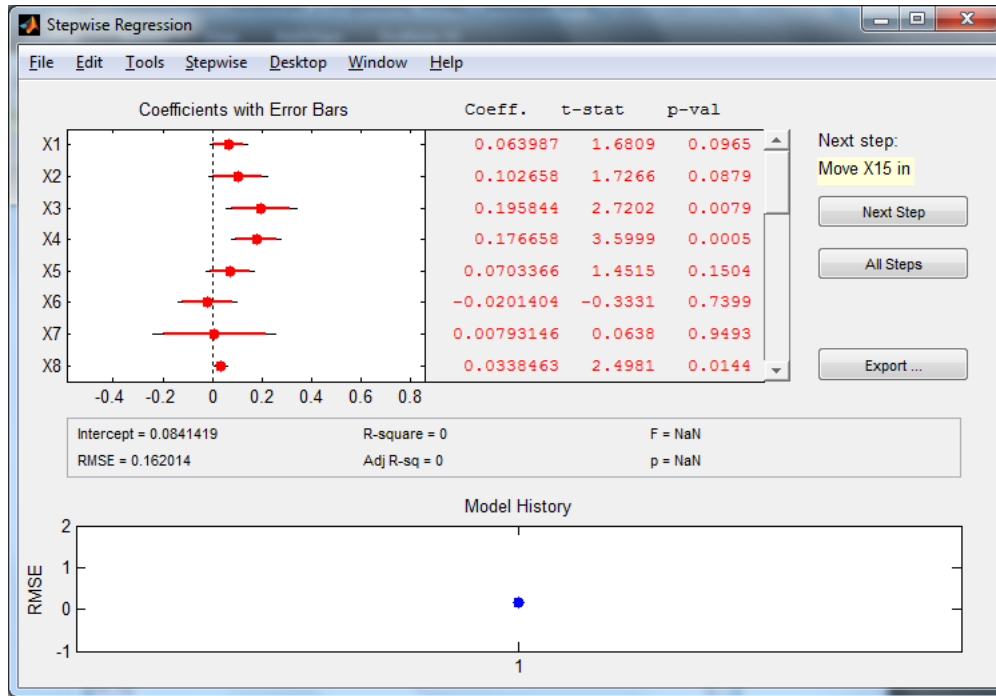 Stepwise Regression
File Edit Tools Stepwise Desktop Window Help
Coefficients with Error Bars Coeff. t-stat p-val
X1 0.063987 1.6809 0.0965
X2 0.102658 1.7266 0.0879
X3 0.195844 2.7202 0.0079
X4 0.176658 3.5999 0.0005
X5 0.0703366 1.4515 0.1504
X6 -0.0201404 -0.3331 0.7399
X7 0.00793146 0.0638 0.9493
X8 0.0338463 2.4981 0.0144
-0.4 -0.2 0 0.2 0.4 0.6 0.8
Next step:
Move X15 in
Next Step
All Steps
Export ...
Intercept = 0.0841419 R-square = 0 F = NaN
RMSE = 0.162014 Adj R-sq = 0 p = NaN
Model History
RMSE
2
1
0
-1
1